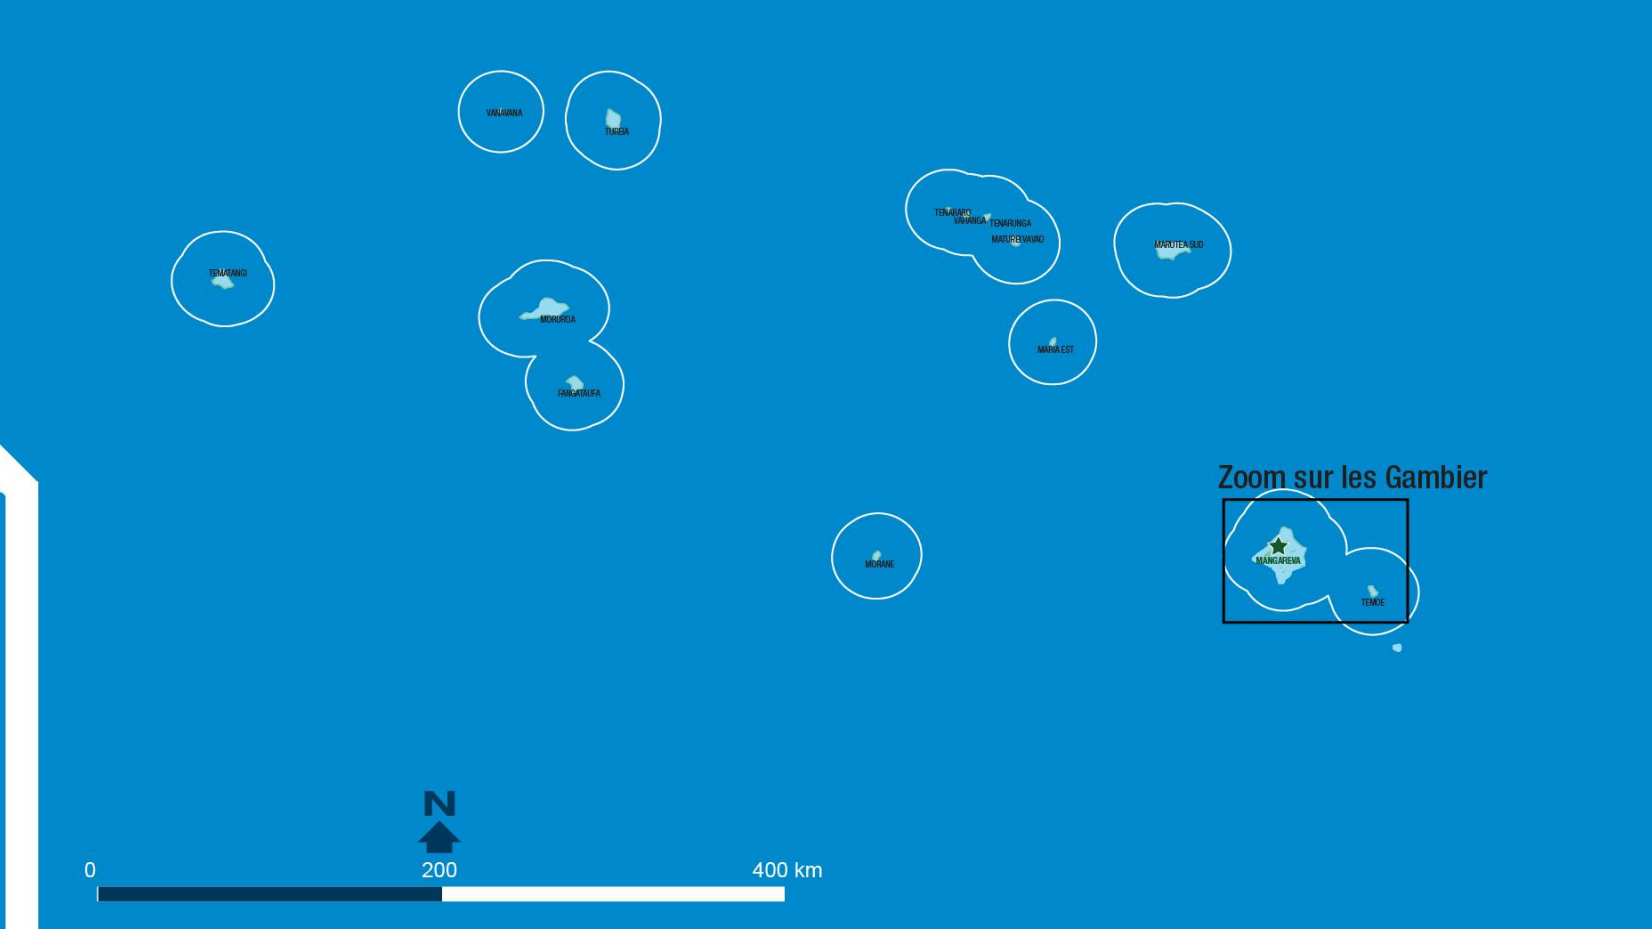 VANAVANA
TUREIA
TENARARO
VAHANGA
TENARUNGA
MATUREIVAVAO
MARUTEA SUD
TEMATANGI
MORUROA
MARIA EST
FANGATAUFA
Zoom sur les Gambier
MORANE
MANGAREVA
TEMOE
N
0 200 400 km